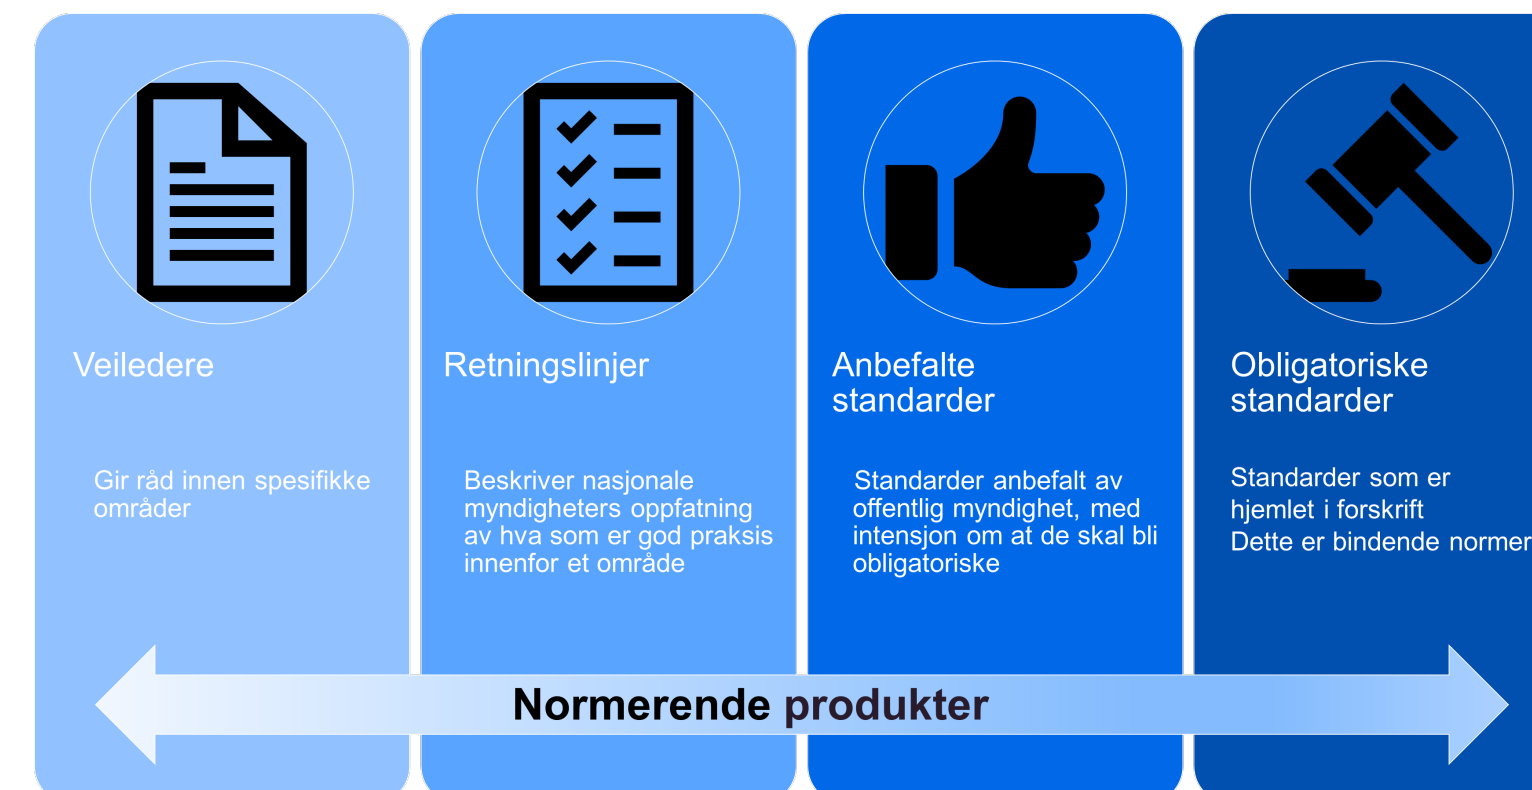 Veiledere
Gir råd innen spesifikke
områder
Retningslinjer
Beskriver nasjonale
myndigheters oppfatning
av hva som er god praksis
innenfor et område
Anbefalte
standarder
Standarder anbefalt av
offentlig myndighet, med
intensjon om at de skal bli
obligatoriske
Obligatoriske
standarder
Standarder som er
hjemlet i forskrift
Dette er bindende normer
Normerende produkter